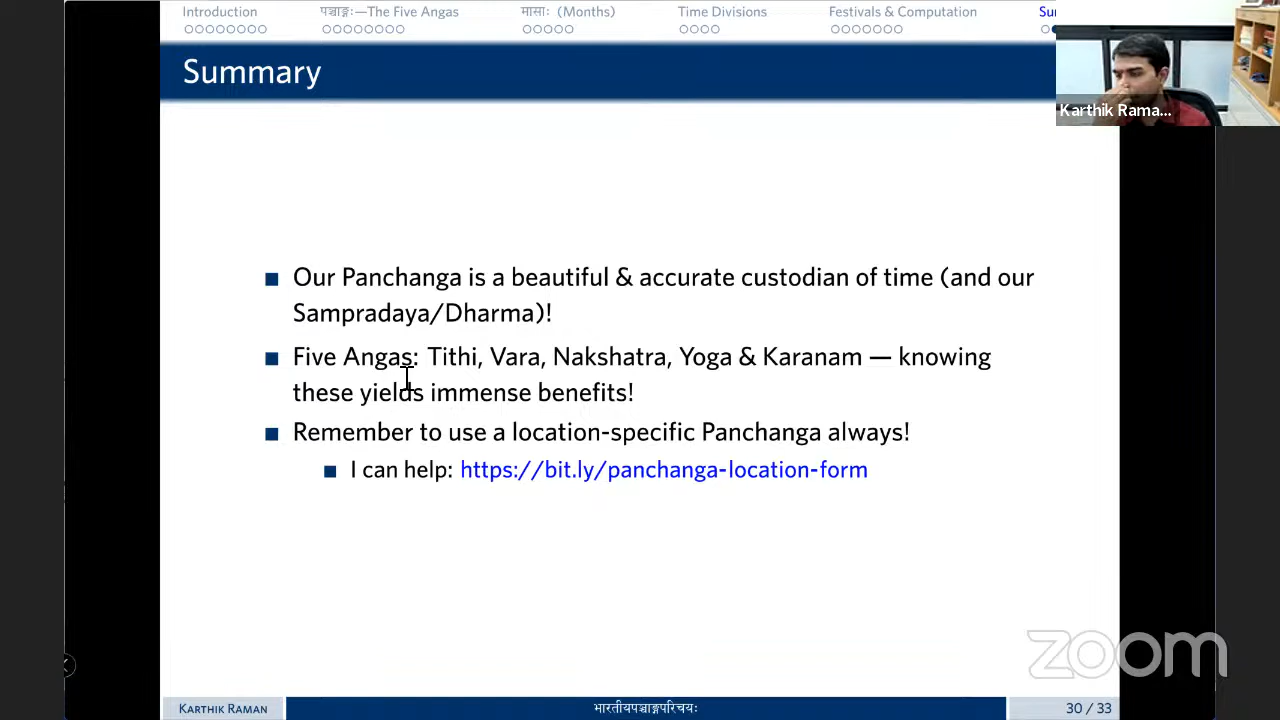 Introduction
पञ्चाङ्गः—The Five Angas
मासाः (Months)
Time Divisions
Festivals & Computation
Summary
Karthik Rama...
Our Panchanga is a beautiful & accurate custodian of time (and our
Sampradaya/Dharma)!
Five Angas: Tithi, Vara, Nakshatra, Yoga & Karanam — knowing
these yields immense benefits!
Remember to use a location-specific Panchanga always!
I can help: https://bit.ly/panchanga-location-form
zoom
KARTHIK RAMAN
भारतीयपञ्चाङ्गपरिचयः
30 / 33